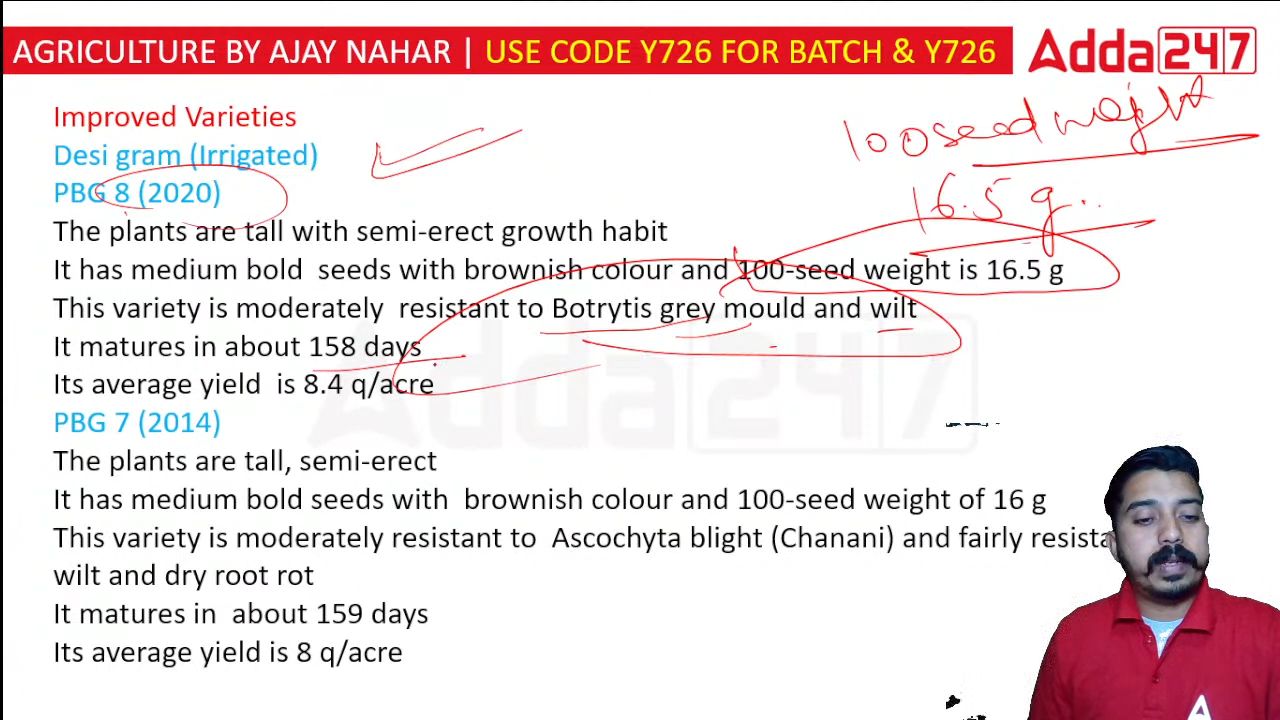 AGRICULTURE BY AJAY NAHAR | USE CODE Y726 FOR BATCH & Y726
Adda247
Improved Varieties
100 seed weight
Desi gram (Irrigated)
PBG 8 (2020)
16.5 g..
The plants are tall with semi-erect growth habit
It has medium bold seeds with brownish colour and 100-seed weight is 16.5 g
This variety is moderately resistant to Botrytis grey mould and wilt
It matures in about 158 days
Its average yield is 8.4 q/acre
Adda247
PBG 7 (2014)
The plants are tall, semi-erect
It has medium bold seeds with brownish colour and 100-seed weight of 16 g
This variety is moderately resistant to Ascochyta blight (Chanani) and fairly resista
wilt and dry root rot
It matures in about 159 days
Its average yield is 8 q/acre